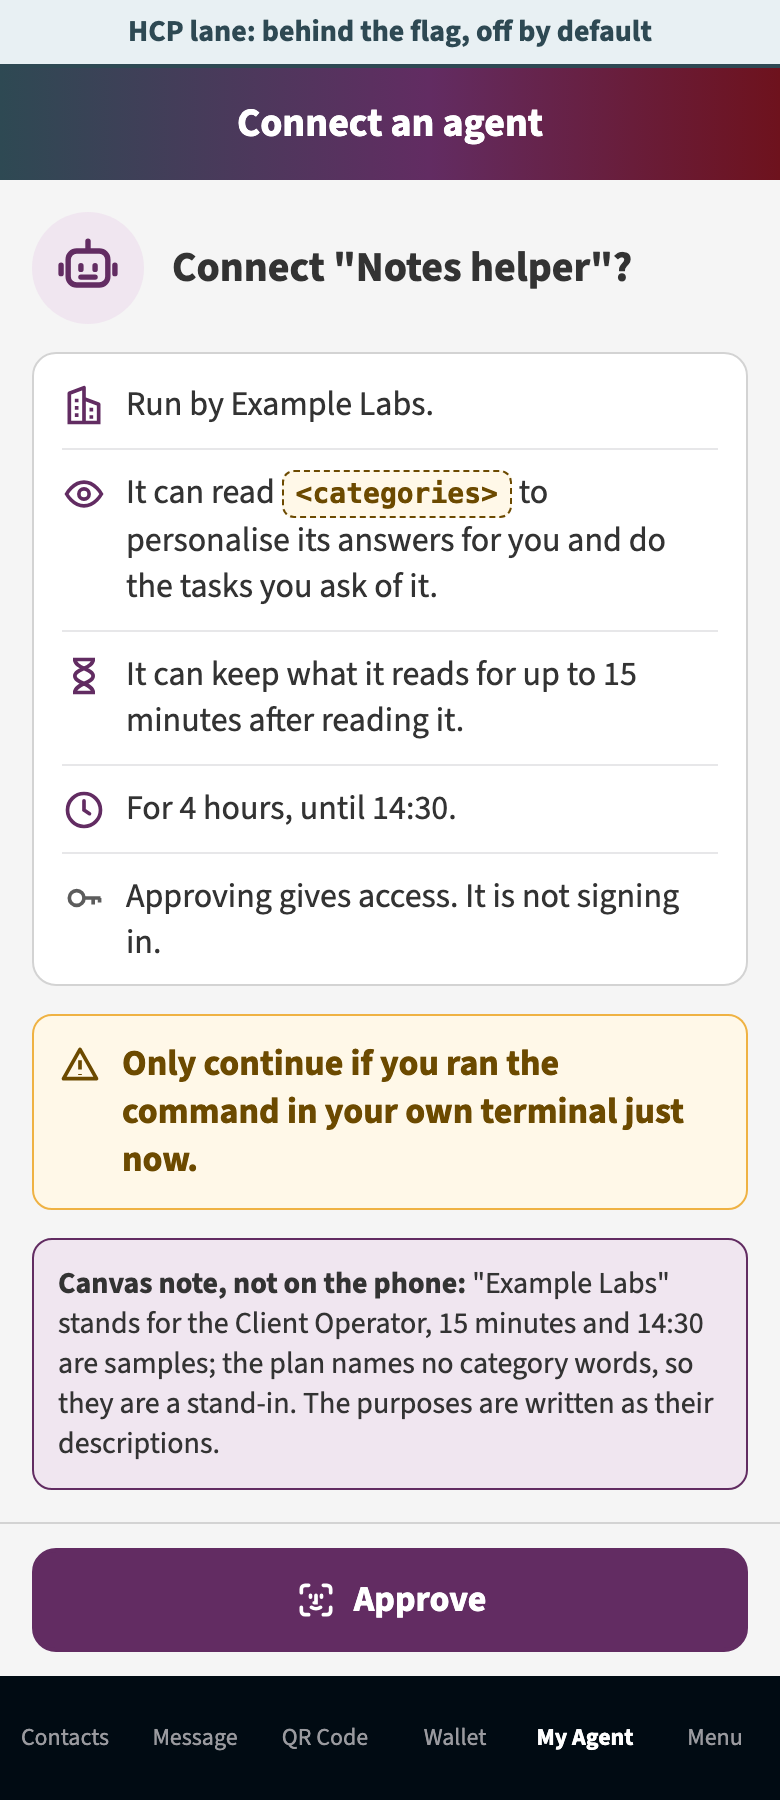 HCP lane: behind the flag, off by default
Connect an agent
Connect "Notes helper"?
Run by Example Labs.
It can read <categories> to
personalise its answers for you and do
the tasks you ask of it.
It can keep what it reads for up to 15
minutes after reading it.
For 4 hours, until 14:30.
Approving gives access. It is not signing
in.
Only continue if you ran the
command in your own terminal just
now.
Canvas note, not on the phone: "Example Labs"
stands for the Client Operator, 15 minutes and 14:30
are samples; the plan names no category words, so
they are a stand-in. The purposes are written as their
descriptions.
Approve
Contacts Message QR Code Wallet My Agent Menu